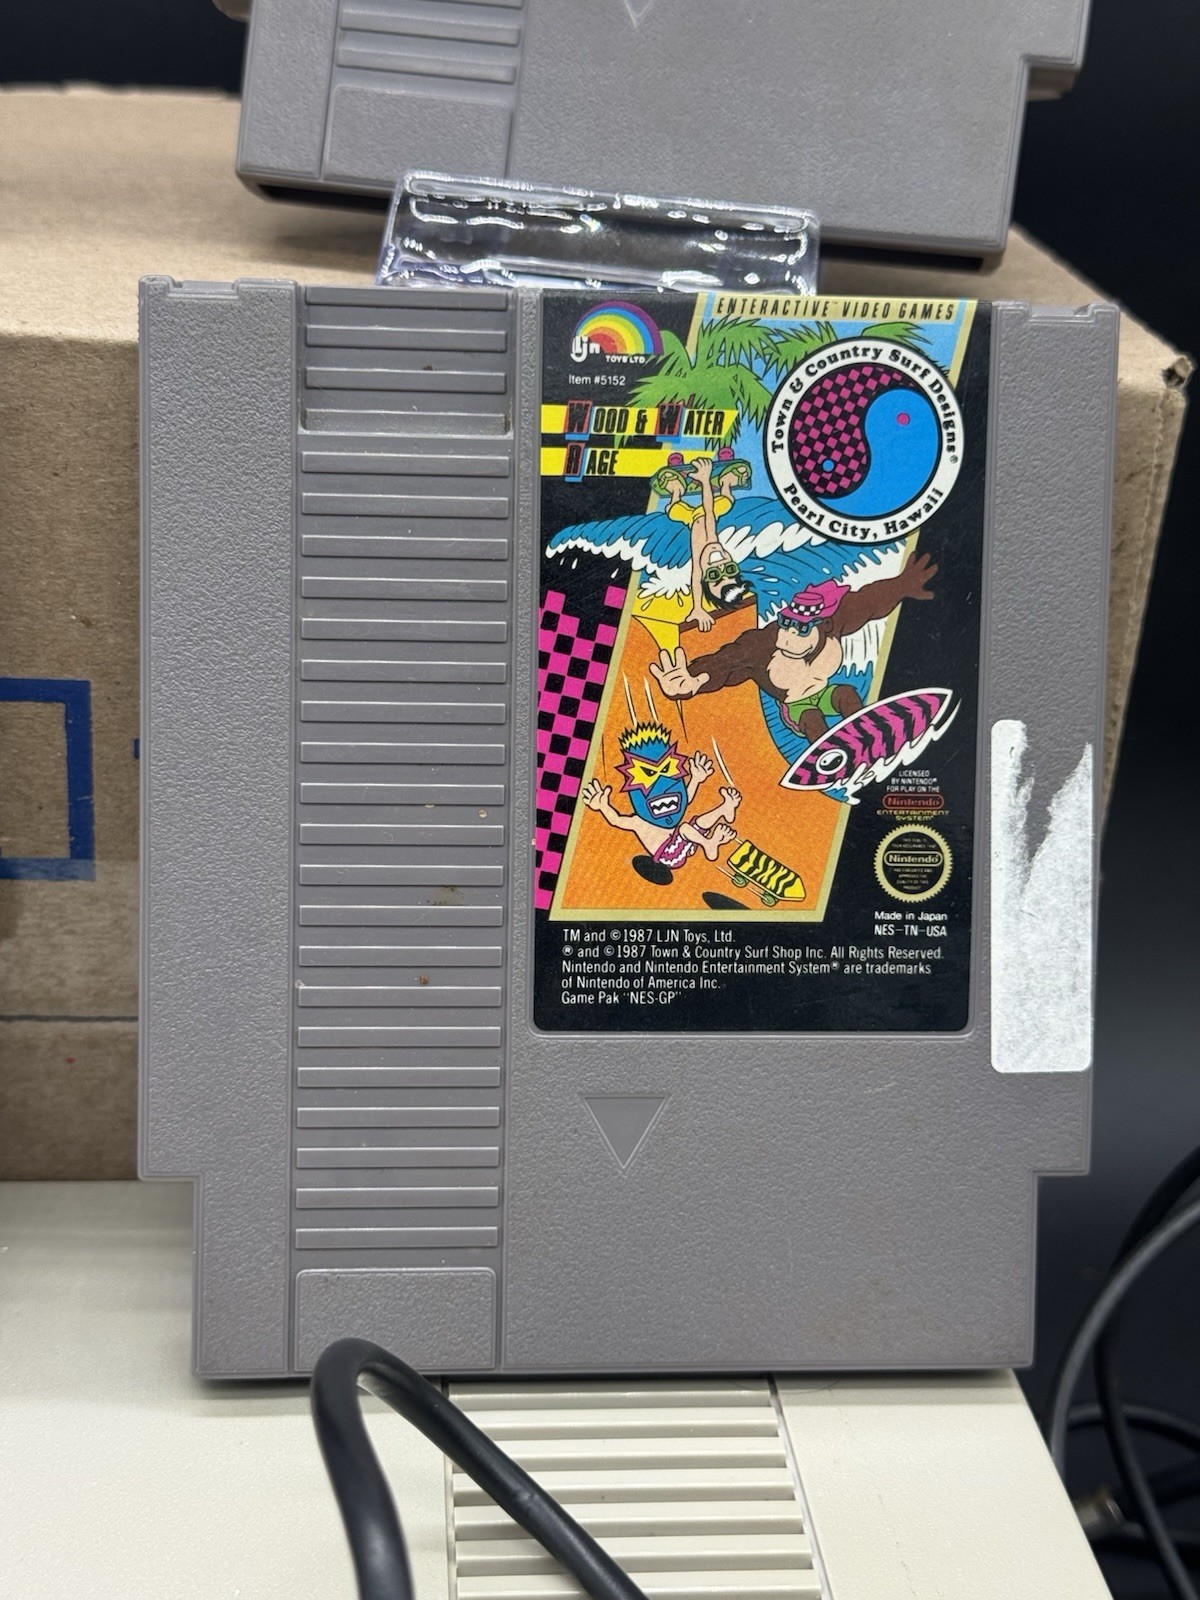 ENTERACTIVE™ VIDEO GAMES
LJN
TOYS LTD.
Item #5152
WOOD & WATER
RAGE
Town & Country Surf Designs®
Pearl City, Hawaii
LICENSED
BY NINTENDO®
FOR PLAY ON THE
Nintendo
ENTERTAINMENT
SYSTEM®
Nintendo
Made in Japan
NES-TN-USA
TM and ©1987 LJN Toys, Ltd.
® and ©1987 Town & Country Surf Shop Inc. All Rights Reserved.
Nintendo and Nintendo Entertainment System® are trademarks
of Nintendo of America Inc.
Game Pak "NES-GP"